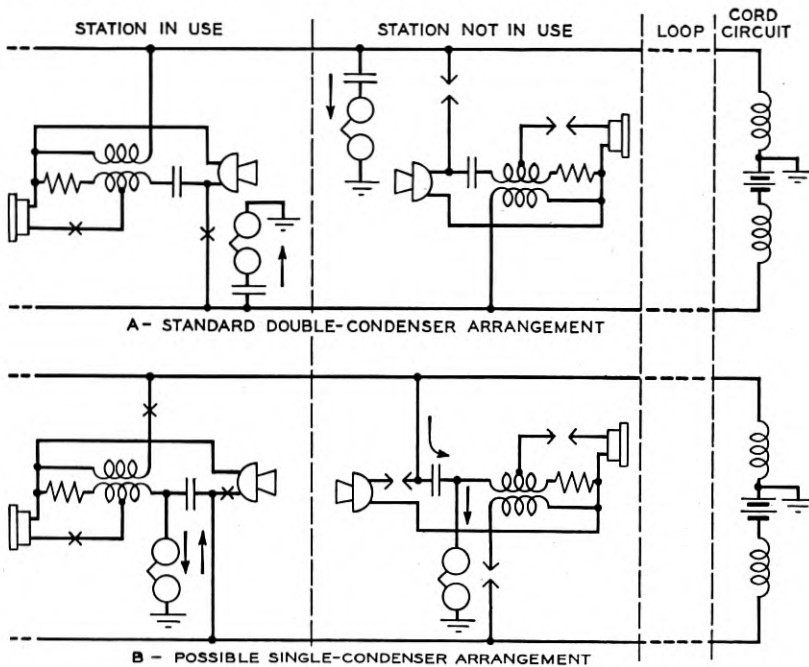 STATION IN USE
STATION NOT IN USE
LOOP
CORD
CIRCUIT
A- STANDARD DOUBLE-CONDENSER ARRANGEMENT
B - POSSIBLE SINGLE-CONDENSER ARRANGEMENT